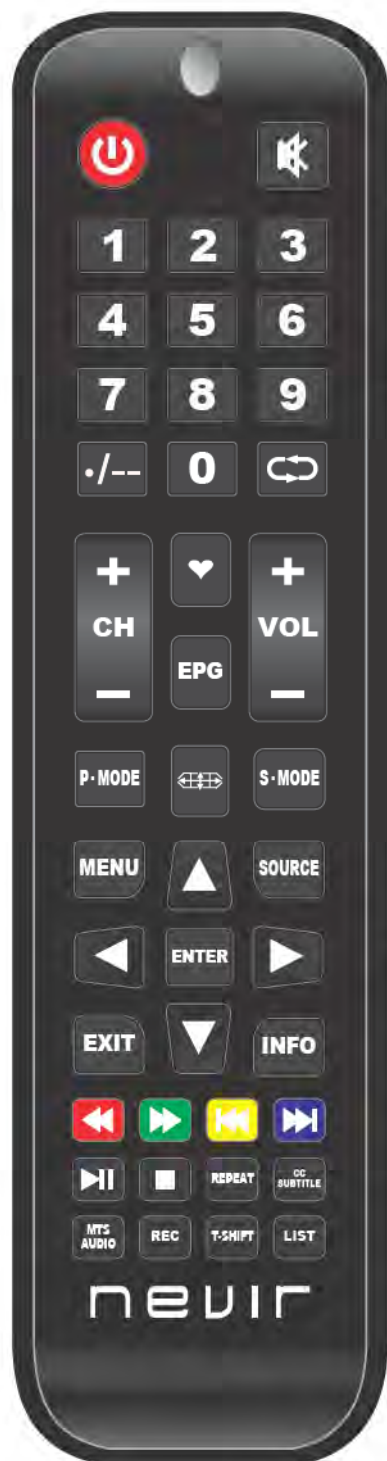 1 2 3
4 5 6
7 8 9
·/-- 0
+ +
CH VOL
EPG
− −
P·MODE S·MODE
MENU SOURCE
ENTER
EXIT INFO
REPEAT CC SUBTITLE
MTS AUDIO REC T-SHIFT LIST
nevir